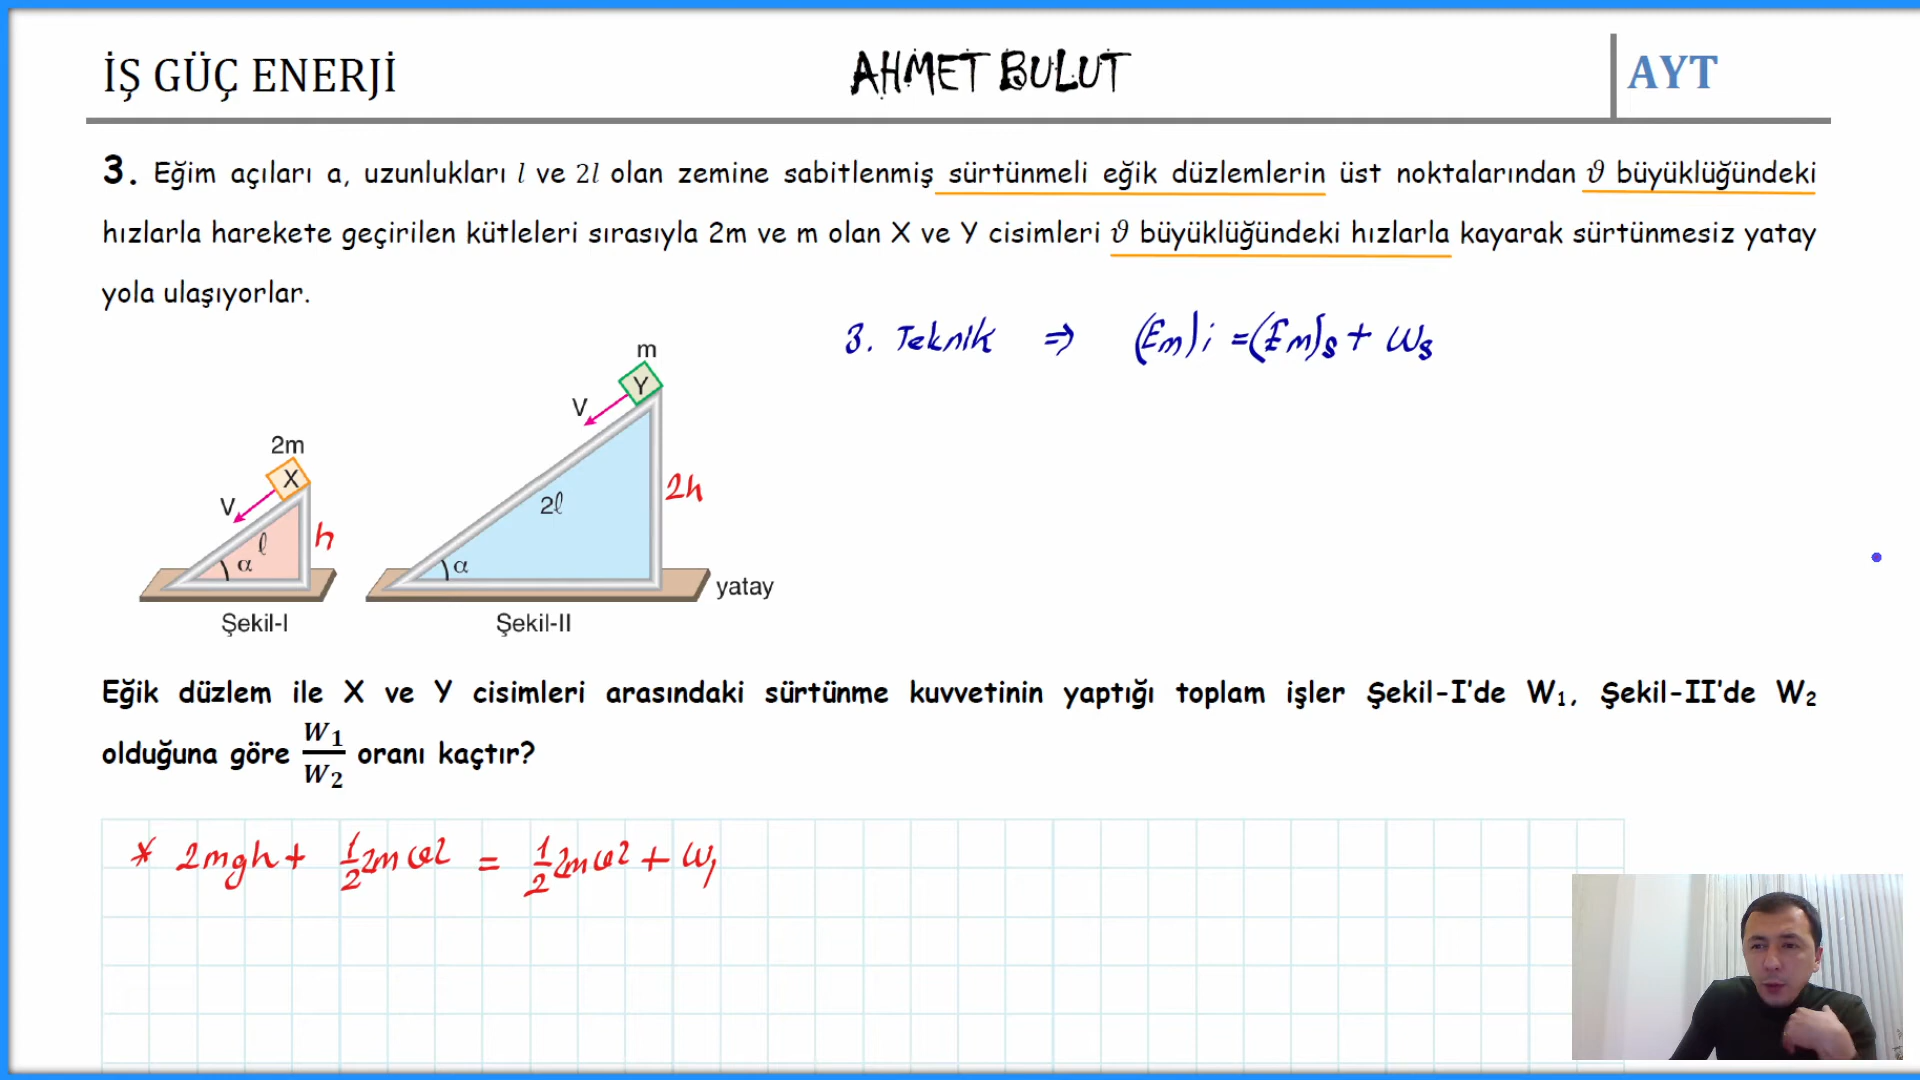 İŞ GÜÇ ENERJİ
AHMET BULUT
AYT
3. Eğim açıları a, uzunlukları l ve 2l olan zemine sabitlenmiş sürtünmeli eğik düzlemlerin üst noktalarından ϑ büyüklüğündeki
hızlarla harekete geçirilen kütleleri sırasıyla 2m ve m olan X ve Y cisimleri ϑ büyüklüğündeki hızlarla kayarak sürtünmesiz yatay
yola ulaşıyorlar.
3. Teknik ⇒ (Em)i = (Em)s + Ws
m
Y
V
2m
X
V
2h
2ℓ
h
ℓ
α
α
yatay
Şekil-I
Şekil-II
Eğik düzlem ile X ve Y cisimleri arasındaki sürtünme kuvvetinin yaptığı toplam işler Şekil-I'de W₁, Şekil-II'de W₂
olduğuna göre W₁/W₂ oranı kaçtır?
* 2mgh + 1/2 2mϑ² = 1/2 2mϑ² + W₁